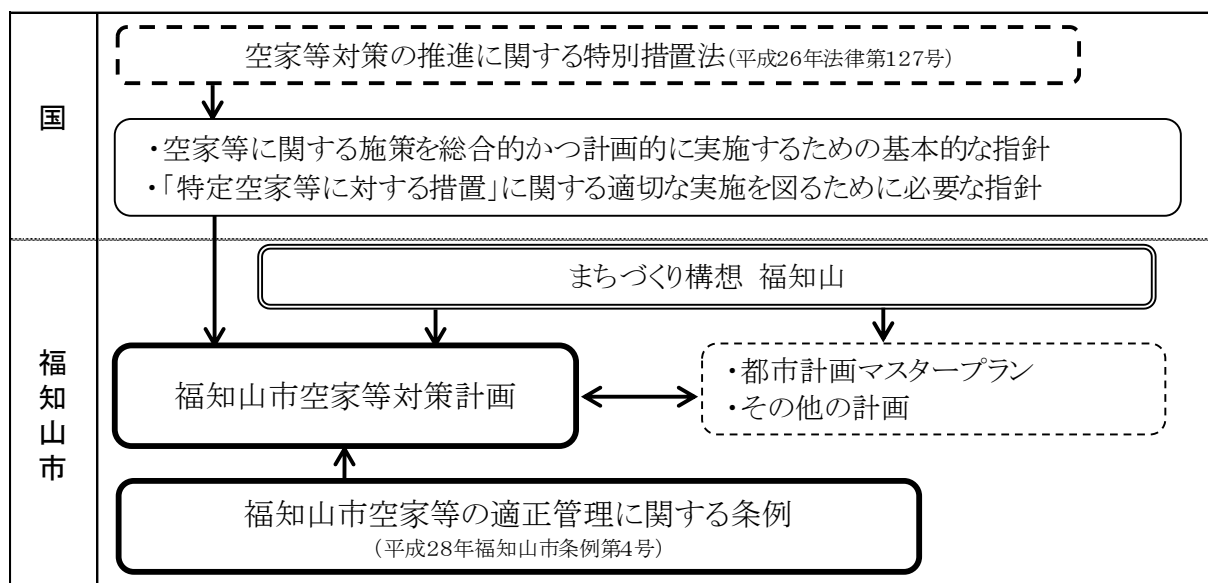 国
空家等対策の推進に関する特別措置法(平成26年法律第127号)
・空家等に関する施策を総合的かつ計画的に実施するための基本的な指針
・「特定空家等に対する措置」に関する適切な実施を図るために必要な指針
福知山市
まちづくり構想 福知山
福知山市空家等対策計画
・都市計画マスタープラン
・その他の計画
福知山市空家等の適正管理に関する条例
(平成28年福知山市条例第4号)